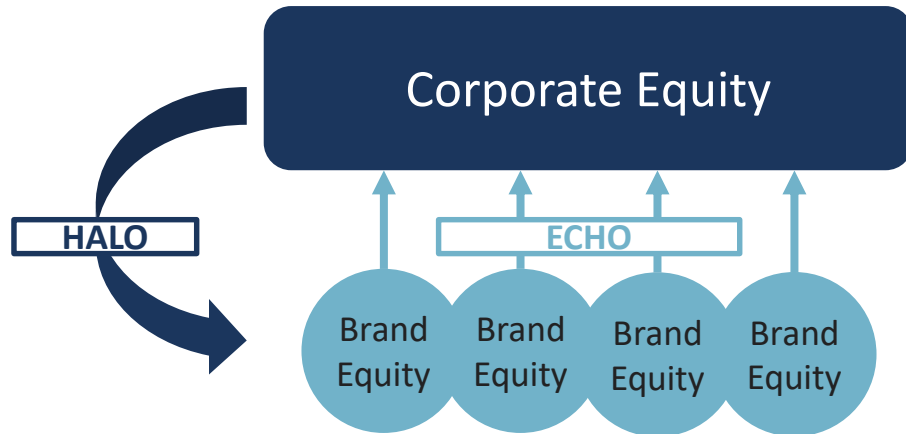 Corporate Equity
HALO
ECHO
Brand
Equity
Brand
Equity
Brand
Equity
Brand
Equity